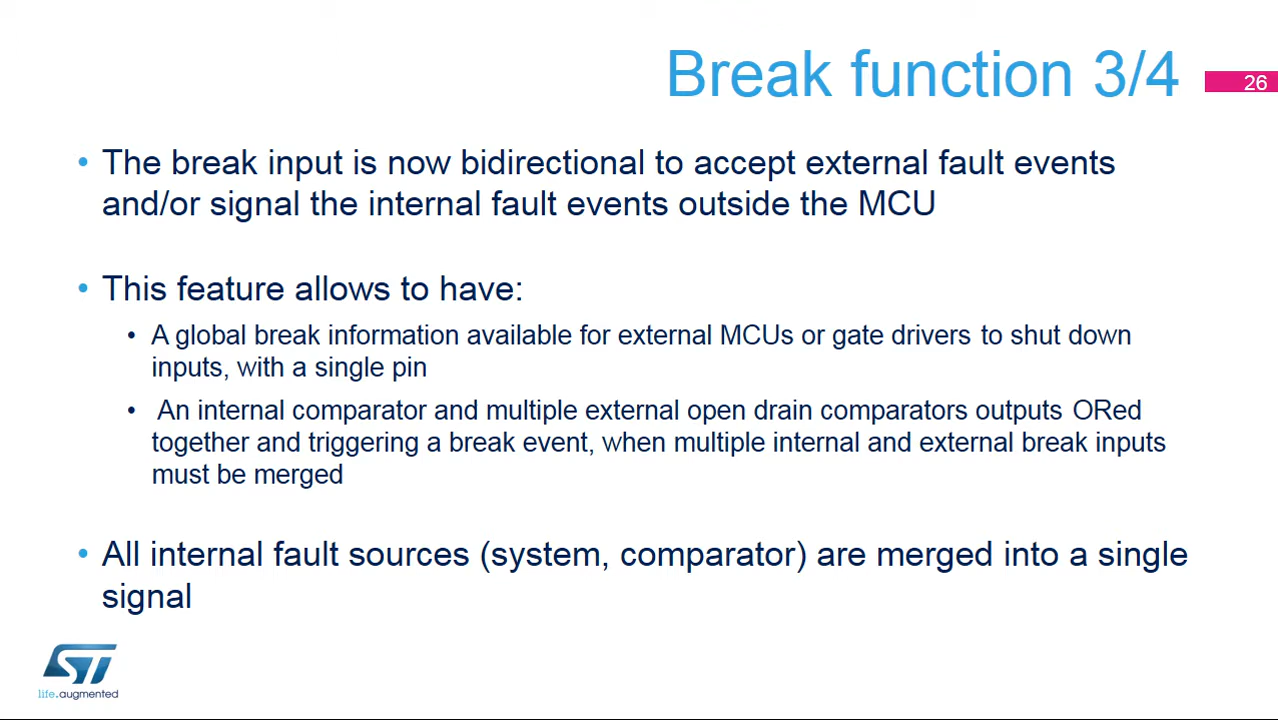 Break function 3/4
26
• The break input is now bidirectional to accept external fault events
and/or signal the internal fault events outside the MCU
• This feature allows to have:
• A global break information available for external MCUs or gate drivers to shut down
inputs, with a single pin
• An internal comparator and multiple external open drain comparators outputs ORed
together and triggering a break event, when multiple internal and external break inputs
must be merged
• All internal fault sources (system, comparator) are merged into a single
signal
ST
life.augmented